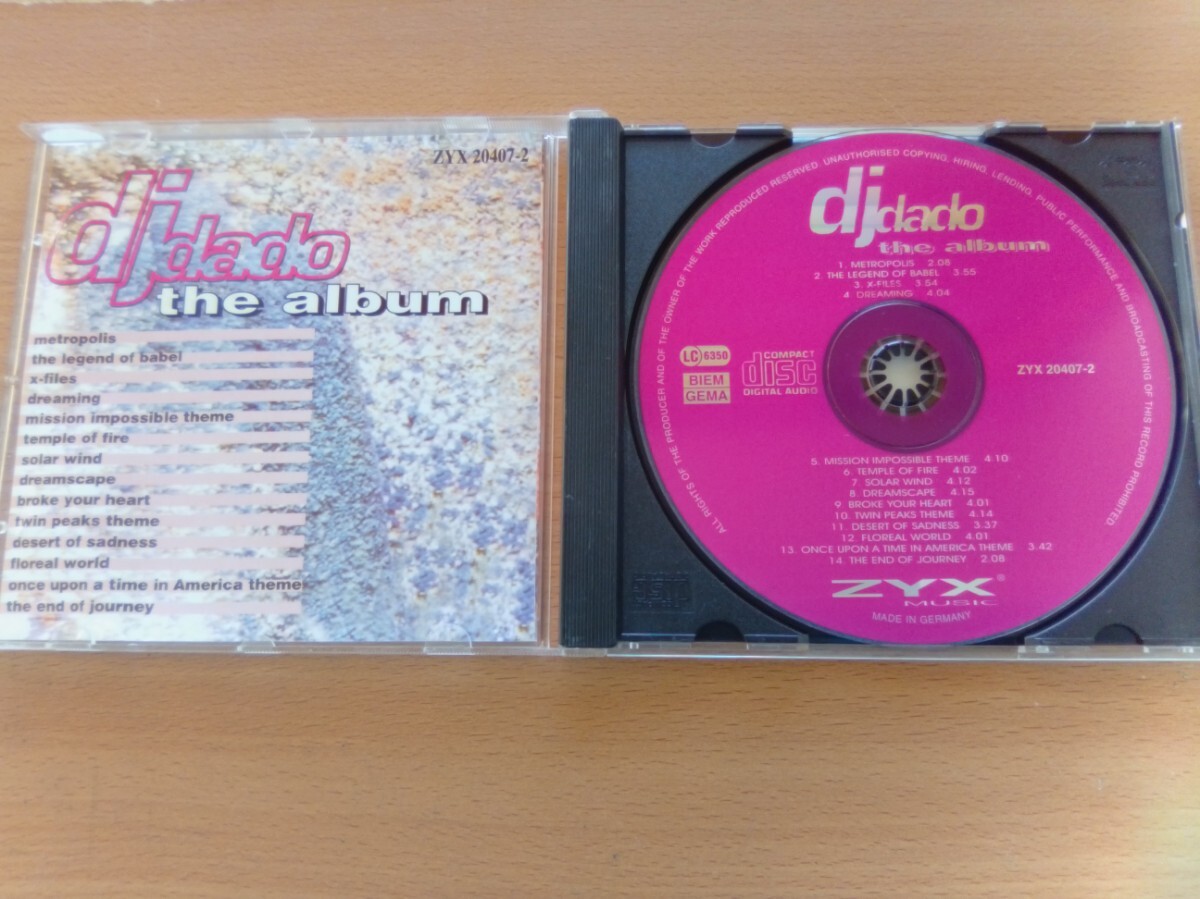 ZYX 20407-2
dj dado
the album
metropolis
the legend of babel
x-files
dreaming
mission impossible theme
temple of fire
solar wind
dreamscape
broke your heart
twin peaks theme
desert of sadness
floreal world
once upon a time in America theme
the end of journey
ALL RIGHTS OF THE PRODUCER AND OF THE OWNER OF THE WORK REPRODUCED RESERVED. UNAUTHORISED COPYING, HIRING, LENDING, PUBLIC PERFORMANCE AND BROADCASTING OF THIS RECORD PROHIBITED
dj dado
the album
1. METROPOLIS 2.08
2. THE LEGEND OF BABEL 3.55
3. X-FILES 3.54
4. DREAMING 4.04
LC 6350
BIEM
GEMA
COMPACT
disc
DIGITAL AUDIO
ZYX 20407-2
5. MISSION IMPOSSIBLE THEME 4:10
6. TEMPLE OF FIRE 4:02
7. SOLAR WIND 4.12
8. DREAMSCAPE 4.15
9. BROKE YOUR HEART 4.01
10. TWIN PEAKS THEME 4.14
11. DESERT OF SADNESS 3.37
12. FLOREAL WORLD 4.01
13. ONCE UPON A TIME IN AMERICA THEME 3.42
14. THE END OF JOURNEY 2.08
ZYX®
MUSIC
MADE IN GERMANY